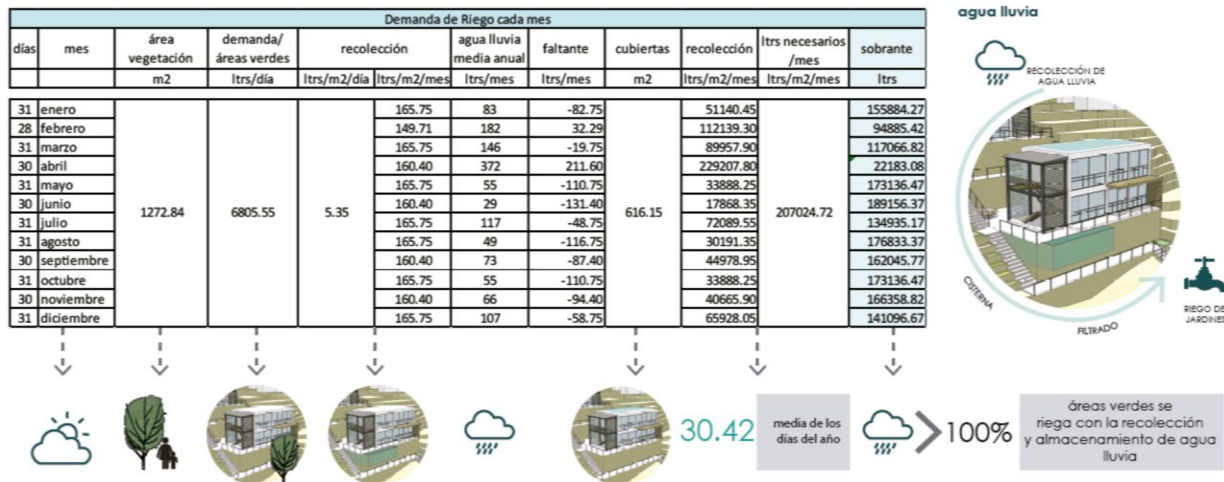 Demanda de Riego cada mes
días mes área vegetación demanda/ áreas verdes recolección agua lluvia media anual faltante cubiertas recolección ltrs necesarios /mes sobrante
m2 ltrs/día ltrs/m2/día ltrs/m2/mes ltrs/mes ltrs/mes m2 ltrs/m2/mes ltrs/m2/mes ltrs
31 enero 165.75 83 -82.75 51140.45 155884.27
28 febrero 149.71 182 32.29 112139.30 94885.42
31 marzo 165.75 146 -19.75 89957.90 117066.82
30 abril 160.40 372 211.60 229207.80 22183.08
31 mayo 165.75 55 -110.75 33888.25 173136.47
30 junio 1272.84 6805.55 5.35 160.40 29 -131.40 616.15 17868.35 207024.72 189156.37
31 julio 165.75 117 -48.75 72089.55 134935.17
31 agosto 165.75 49 -116.75 30191.35 176833.37
30 septiembre 160.40 73 -87.40 44978.95 162045.77
31 octubre 165.75 55 -110.75 33888.25 173136.47
30 noviembre 160.40 66 -94.40 40665.90 166358.82
31 diciembre 165.75 107 -58.75 65928.05 141096.67
agua lluvia
RECOLECCIÓN DE
AGUA LLUVIA
CISTERNA
FILTRADO
RIEGO DE
JARDINES
30.42
media de los
días del año
100%
áreas verdes se
riega con la recolección
y almacenamiento de agua
lluvia